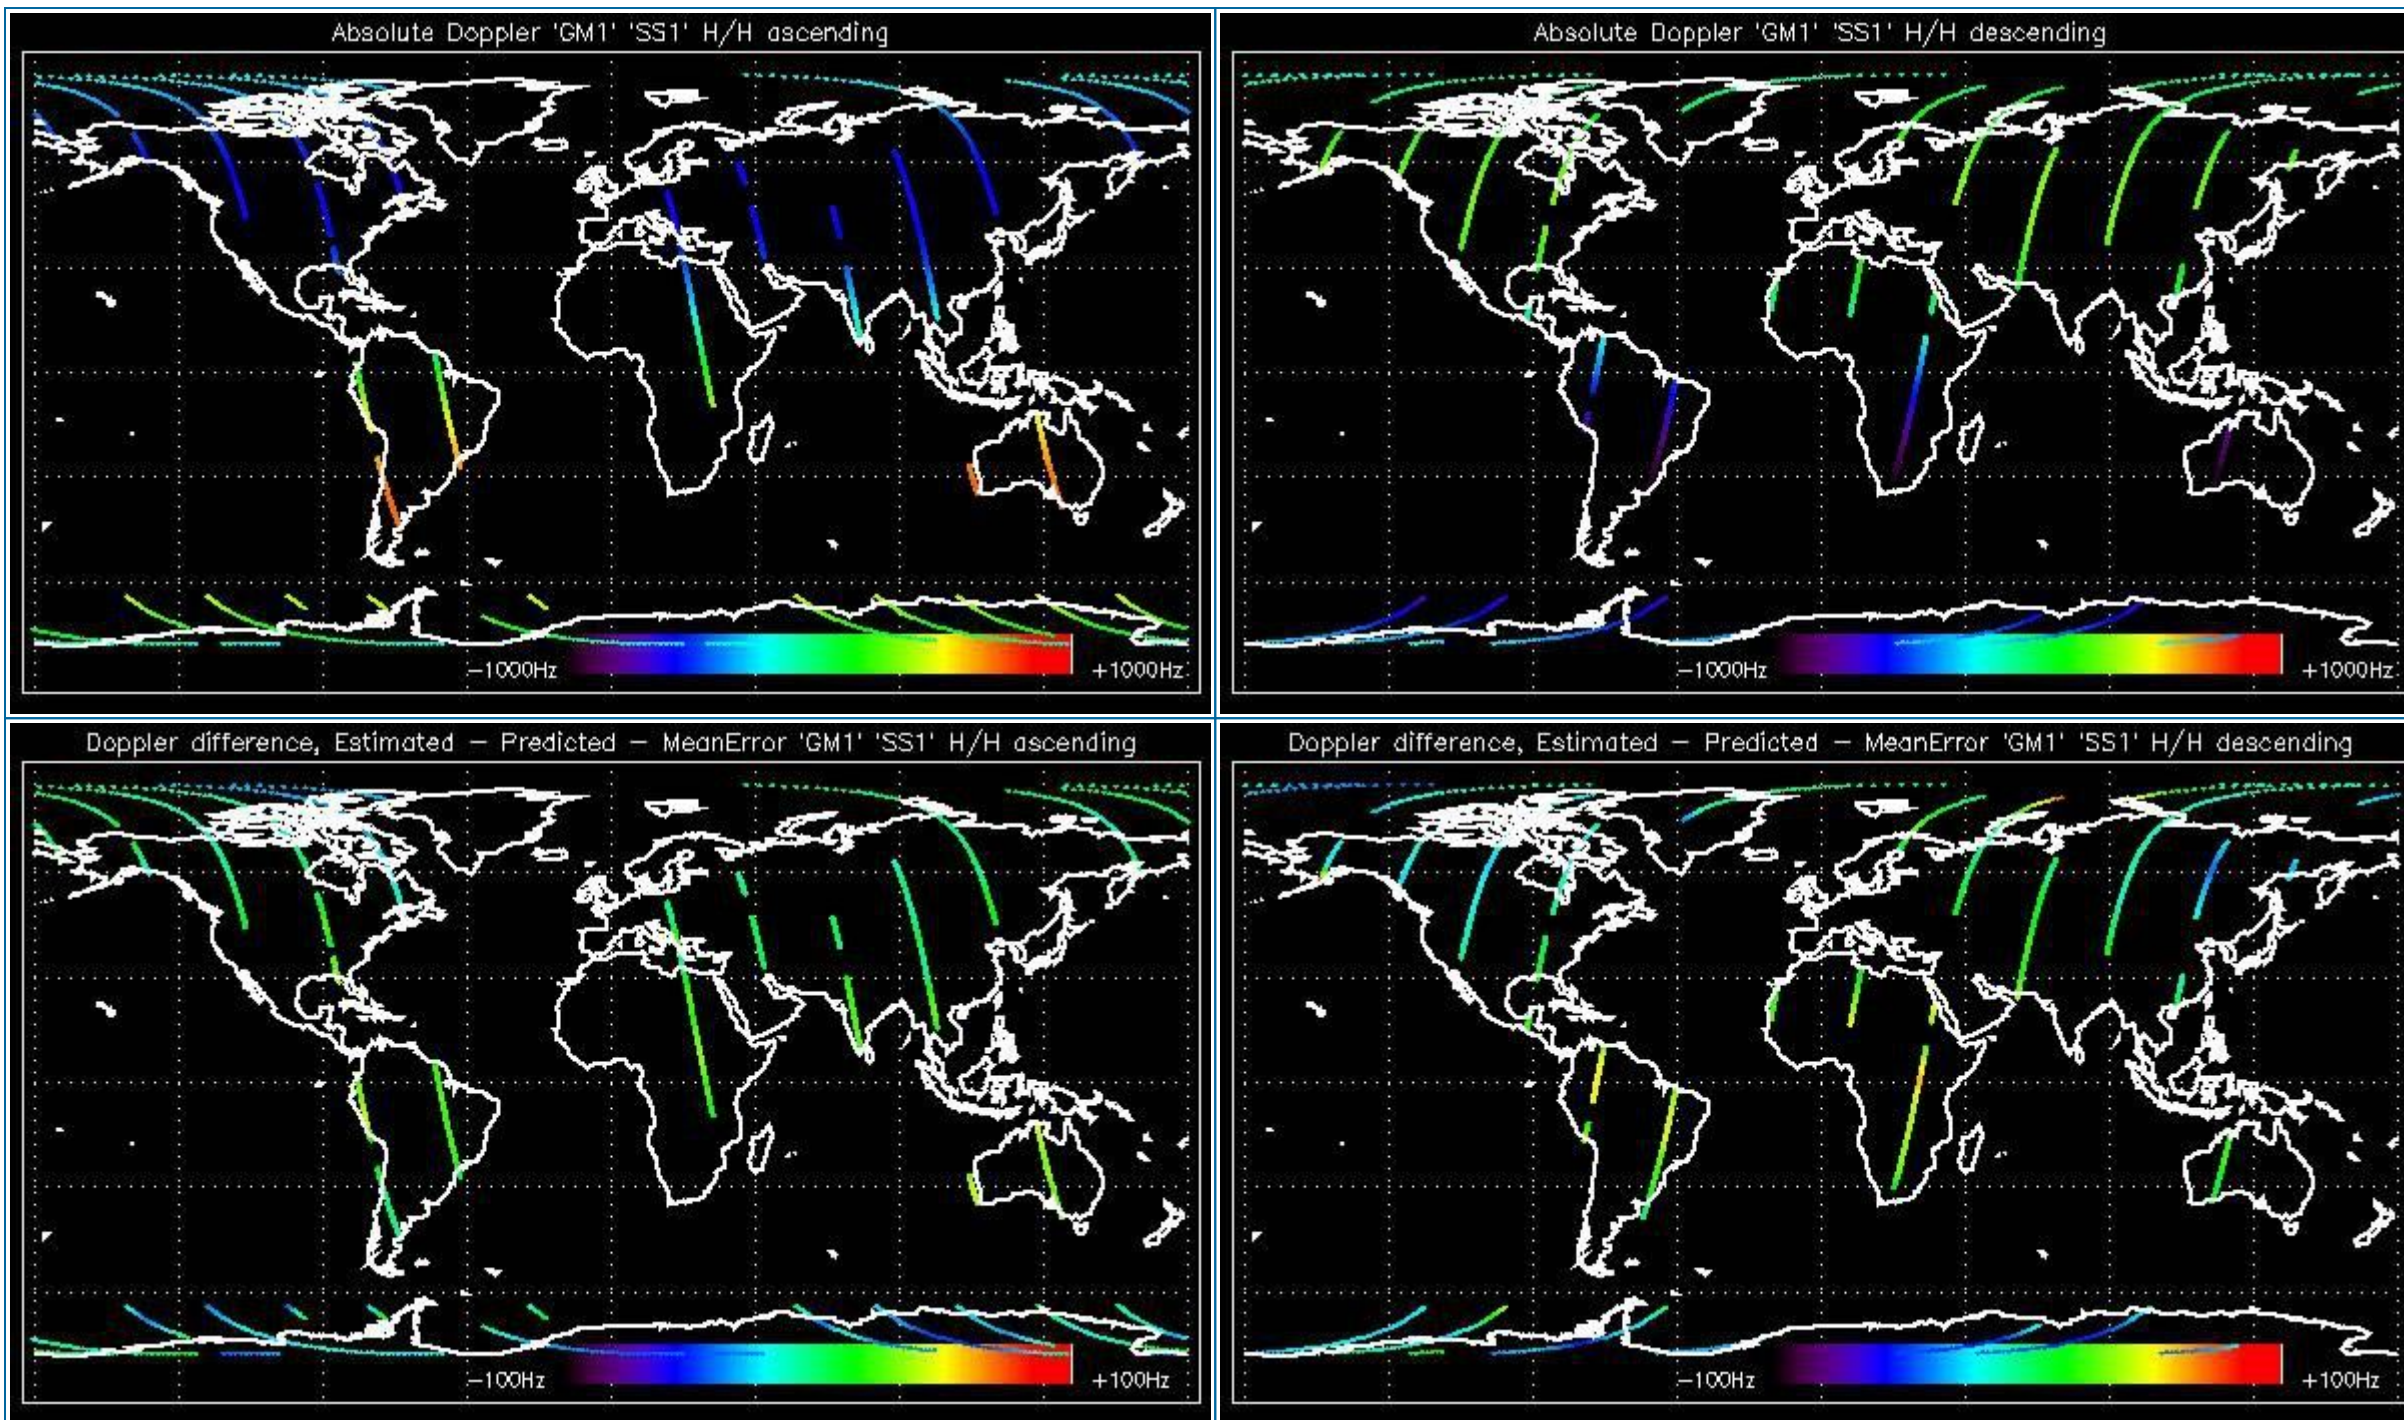 Absolute Doppler 'GM1' 'SS1' H/H ascending
−1000Hz
+1000Hz
Absolute Doppler 'GM1' 'SS1' H/H descending
−1000Hz
+1000Hz
Doppler difference, Estimated − Predicted − MeanError 'GM1' 'SS1' H/H ascending
−100Hz
+100Hz
Doppler difference, Estimated − Predicted − MeanError 'GM1' 'SS1' H/H descending
−100Hz
+100Hz